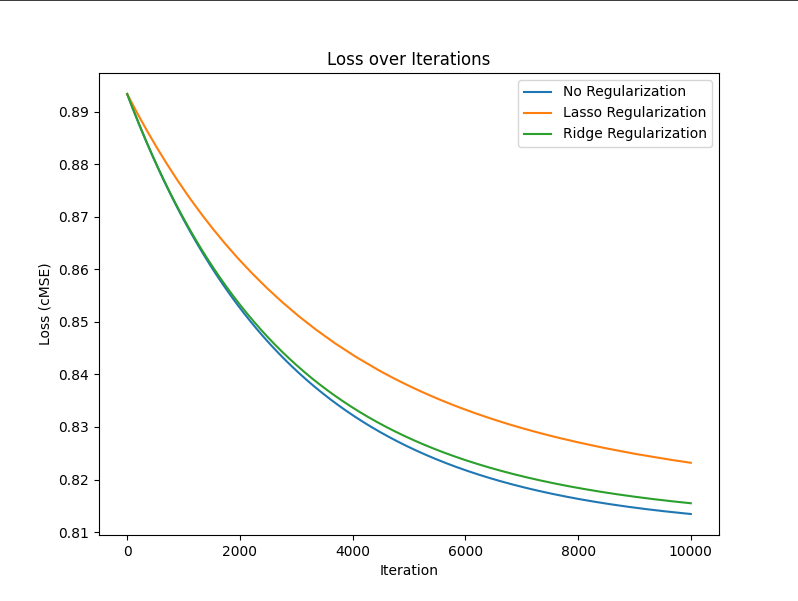 Loss over Iterations
No Regularization
Lasso Regularization
Ridge Regularization
Loss (cMSE)
0.89
0.88
0.87
0.86
0.85
0.84
0.83
0.82
0.81
0 2000 4000 6000 8000 10000
Iteration